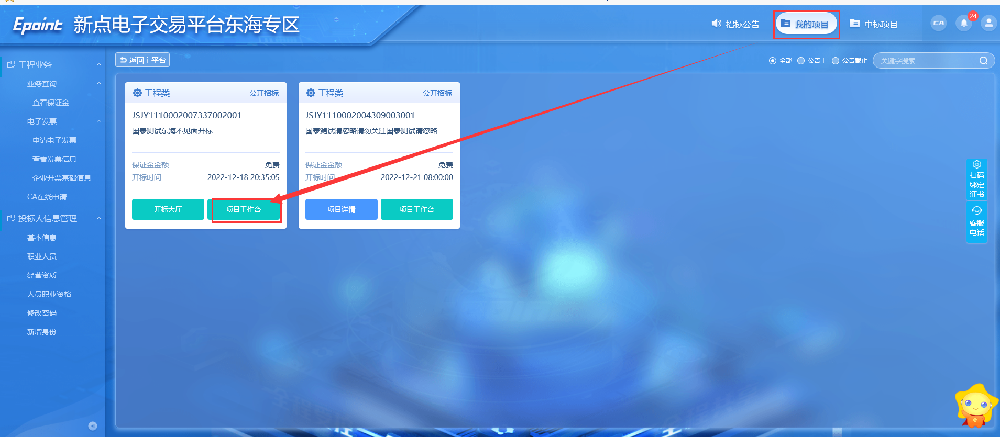 Epoint 新点电子交易平台东海专区
招标公告
我的项目
中标项目
CA
24
工程业务
业务查询
查看保证金
电子发票
申请电子发票
查看发票信息
企业开票基础信息
CA在线申请
投标人信息管理
基本信息
职业人员
经营资质
人员职业资格
修改密码
新增身份
返回主平台
全部 公告中 公告截止
关键字搜索
工程类 公开招标
JSJY1110002007337002001
国泰测试东海不见面开标
保证金金额 免费
开标时间 2022-12-18 20:35:05
开标大厅 项目工作台
工程类 公开招标
JSJY1110002004309003001
国泰测试请忽略请勿关注国泰测试请忽略
保证金金额 免费
开标时间 2022-12-21 08:00:00
项目详情 项目工作台
扫码
绑定
证书
客服
电话